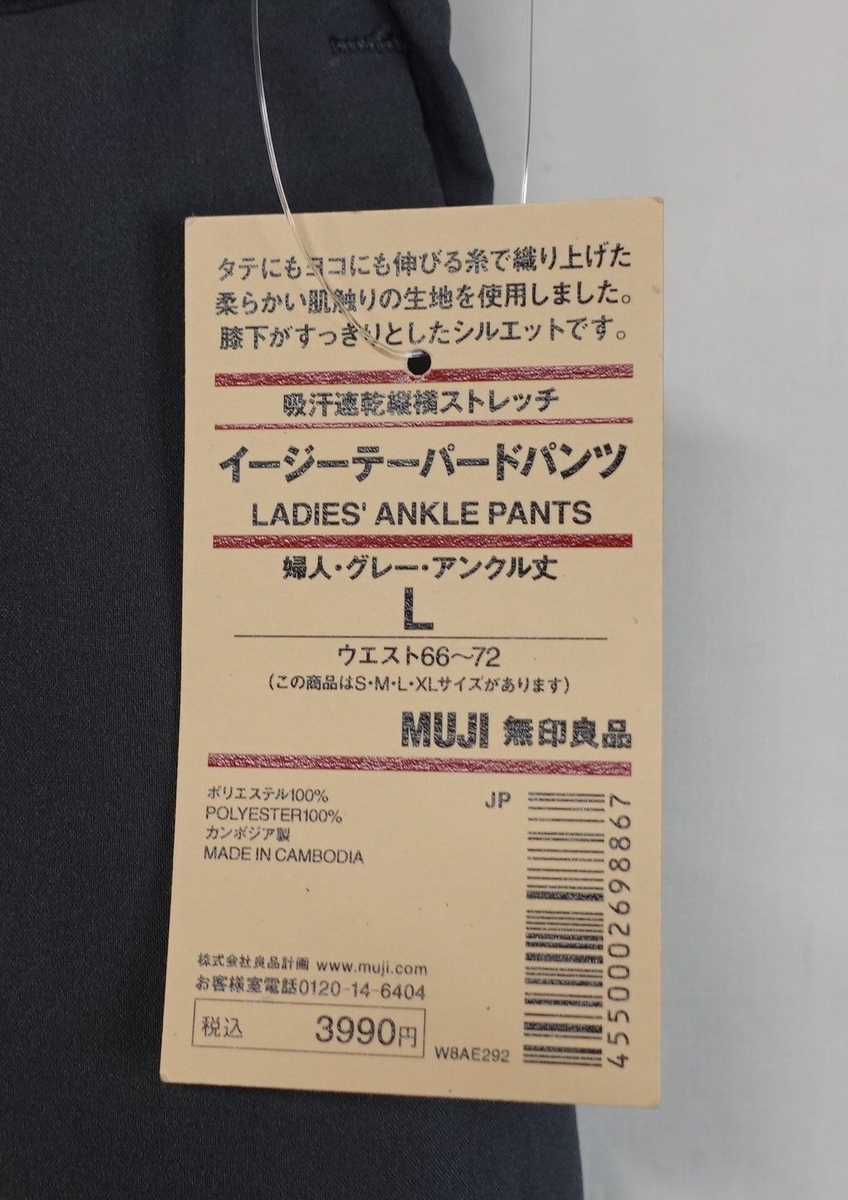 タテにもヨコにも伸びる糸で織り上げた
柔らかい肌触りの生地を使用しました。
膝下がすっきりとしたシルエットです。
吸汗速乾縦横ストレッチ
イージーテーパードパンツ
LADIES' ANKLE PANTS
婦人・グレー・アンクル丈
L
ウエスト66〜72
(この商品はS・M・L・XLサイズがあります)
MUJI 無印良品
ポリエステル100%
POLYESTER100%
カンボジア製
MADE IN CAMBODIA
JP
4550002698867
株式会社良品計画 www.muji.com
お客様室電話0120-14-6404
税込 3990円
W8AE292